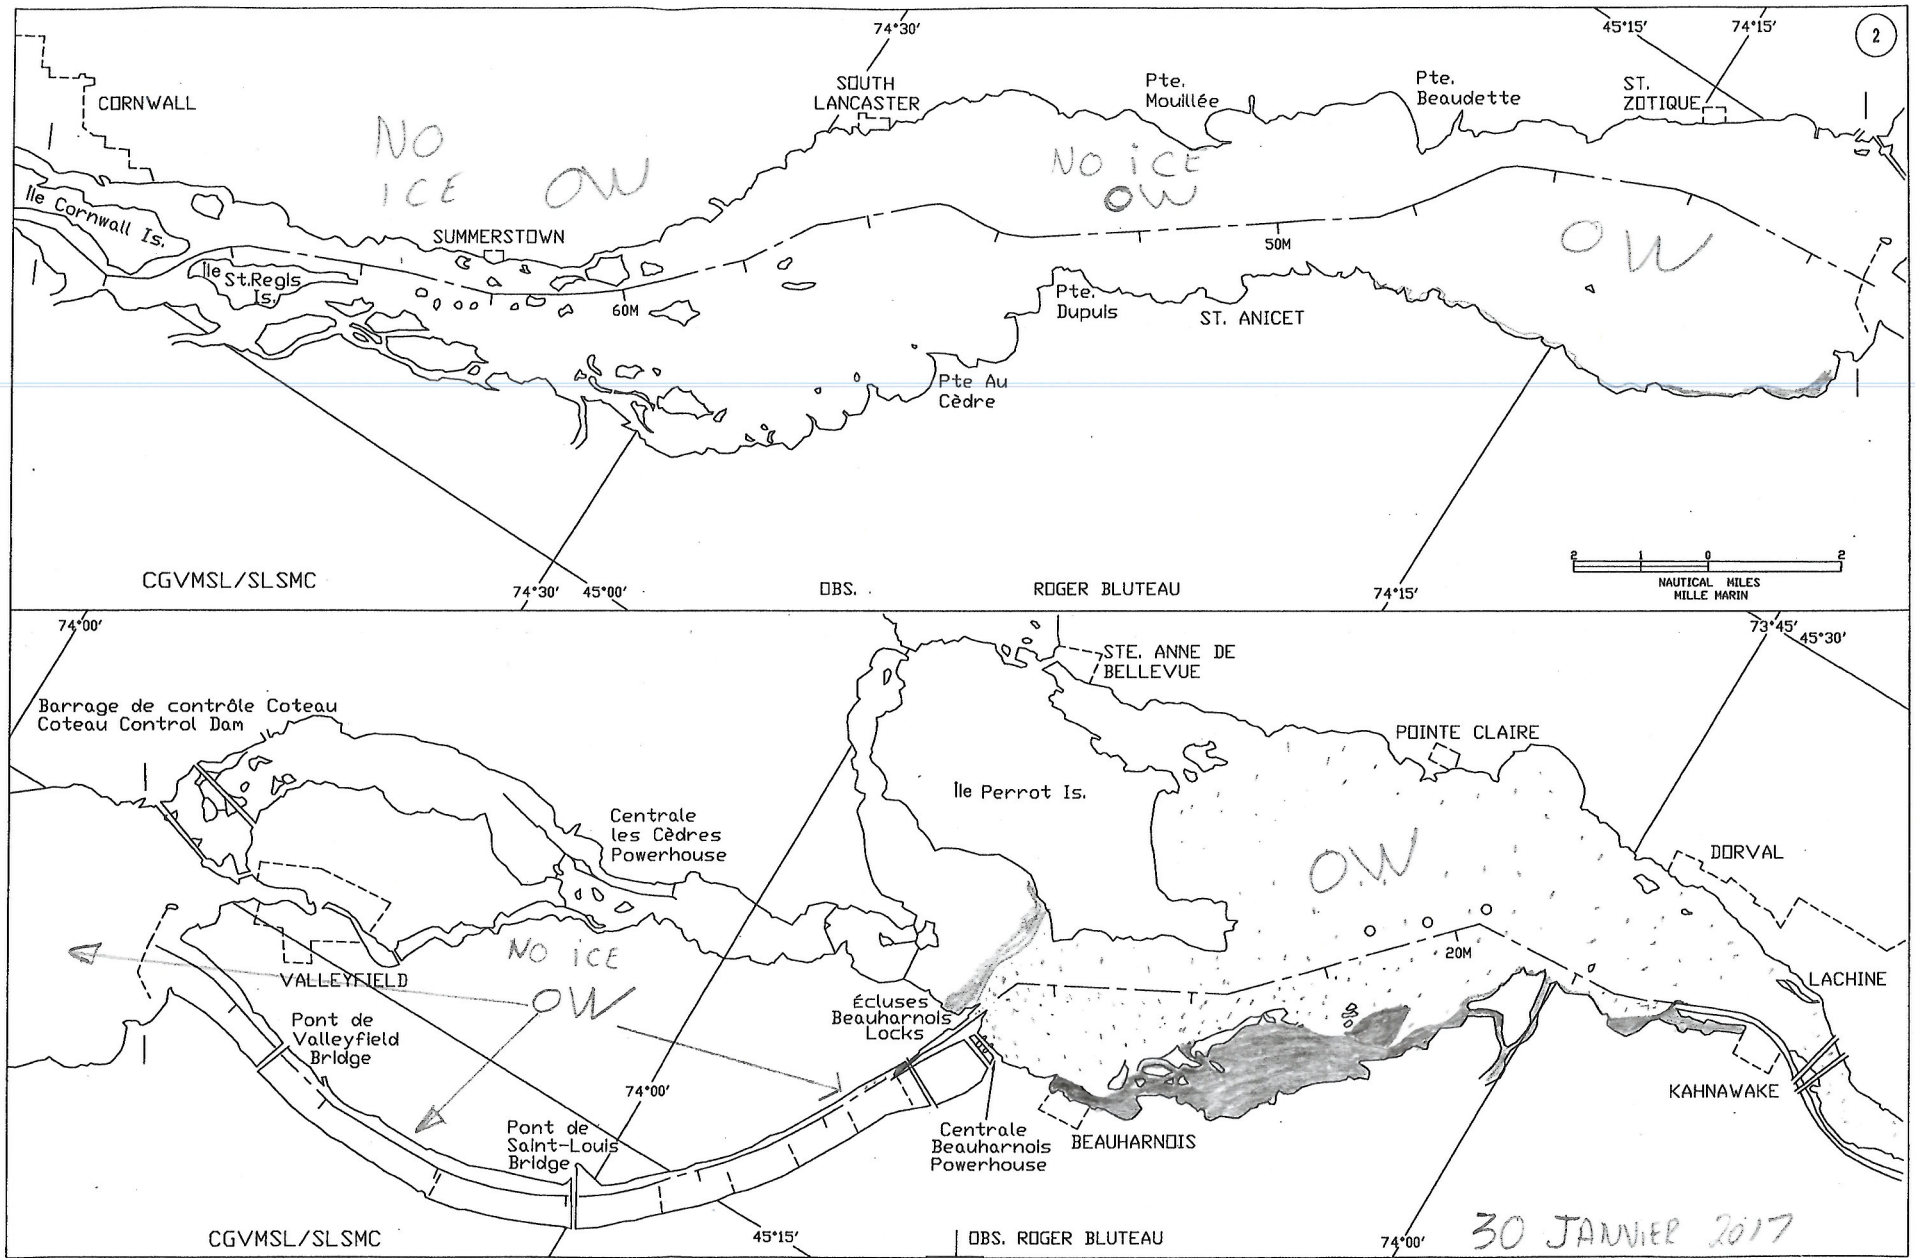 74°30'
45°15'
74°15'
2
CORNWALL
SOUTH
LANCASTER
Pte.
Mouillée
Pte.
Beaudette
ST.
ZOTIQUE
NO
ICE
OW
NO ICE
OW
OW
Île Cornwall Is.
SUMMERSTOWN
Île
St.Regis
Is.
60M
50M
Pte.
Dupuis
ST. ANICET
Pte Au
Cèdre
2 1 0 2
NAUTICAL MILES
MILLE MARIN
CGVMSL/SLSMC
74°30'
45°00'
OBS.
ROGER BLUTEAU
74°15'
74°00'
73°45'
45°30'
STE. ANNE DE
BELLEVUE
Barrage de contrôle Coteau
Coteau Control Dam
POINTE CLAIRE
Île Perrot Is.
Centrale
les Cèdres
Powerhouse
OW
DORVAL
NO ICE
OW
20M
VALLEYFIELD
LACHINE
Écluses
Beauharnois
Locks
Pont de
Valleyfield
Bridge
74°00'
KAHNAWAKE
Pont de
Saint-Louis
Bridge
Centrale
Beauharnois
Powerhouse
BEAUHARNOIS
CGVMSL/SLSMC
45°15'
OBS. ROGER BLUTEAU
74°00'
30 JANVIER 2017